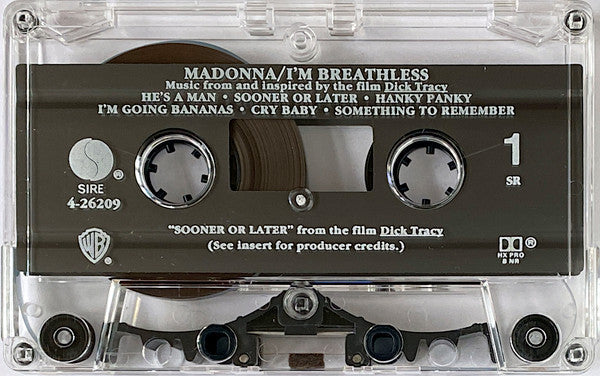 MADONNA/I'M BREATHLESS
Music from and inspired by the film Dick Tracy
HE'S A MAN • SOONER OR LATER • HANKY PANKY
I'M GOING BANANAS • CRY BABY • SOMETHING TO REMEMBER
S
®
SIRE
4-26209
1
SR
"SOONER OR LATER" from the film Dick Tracy
(See insert for producer credits.)
WB
®
HX PRO
B NR